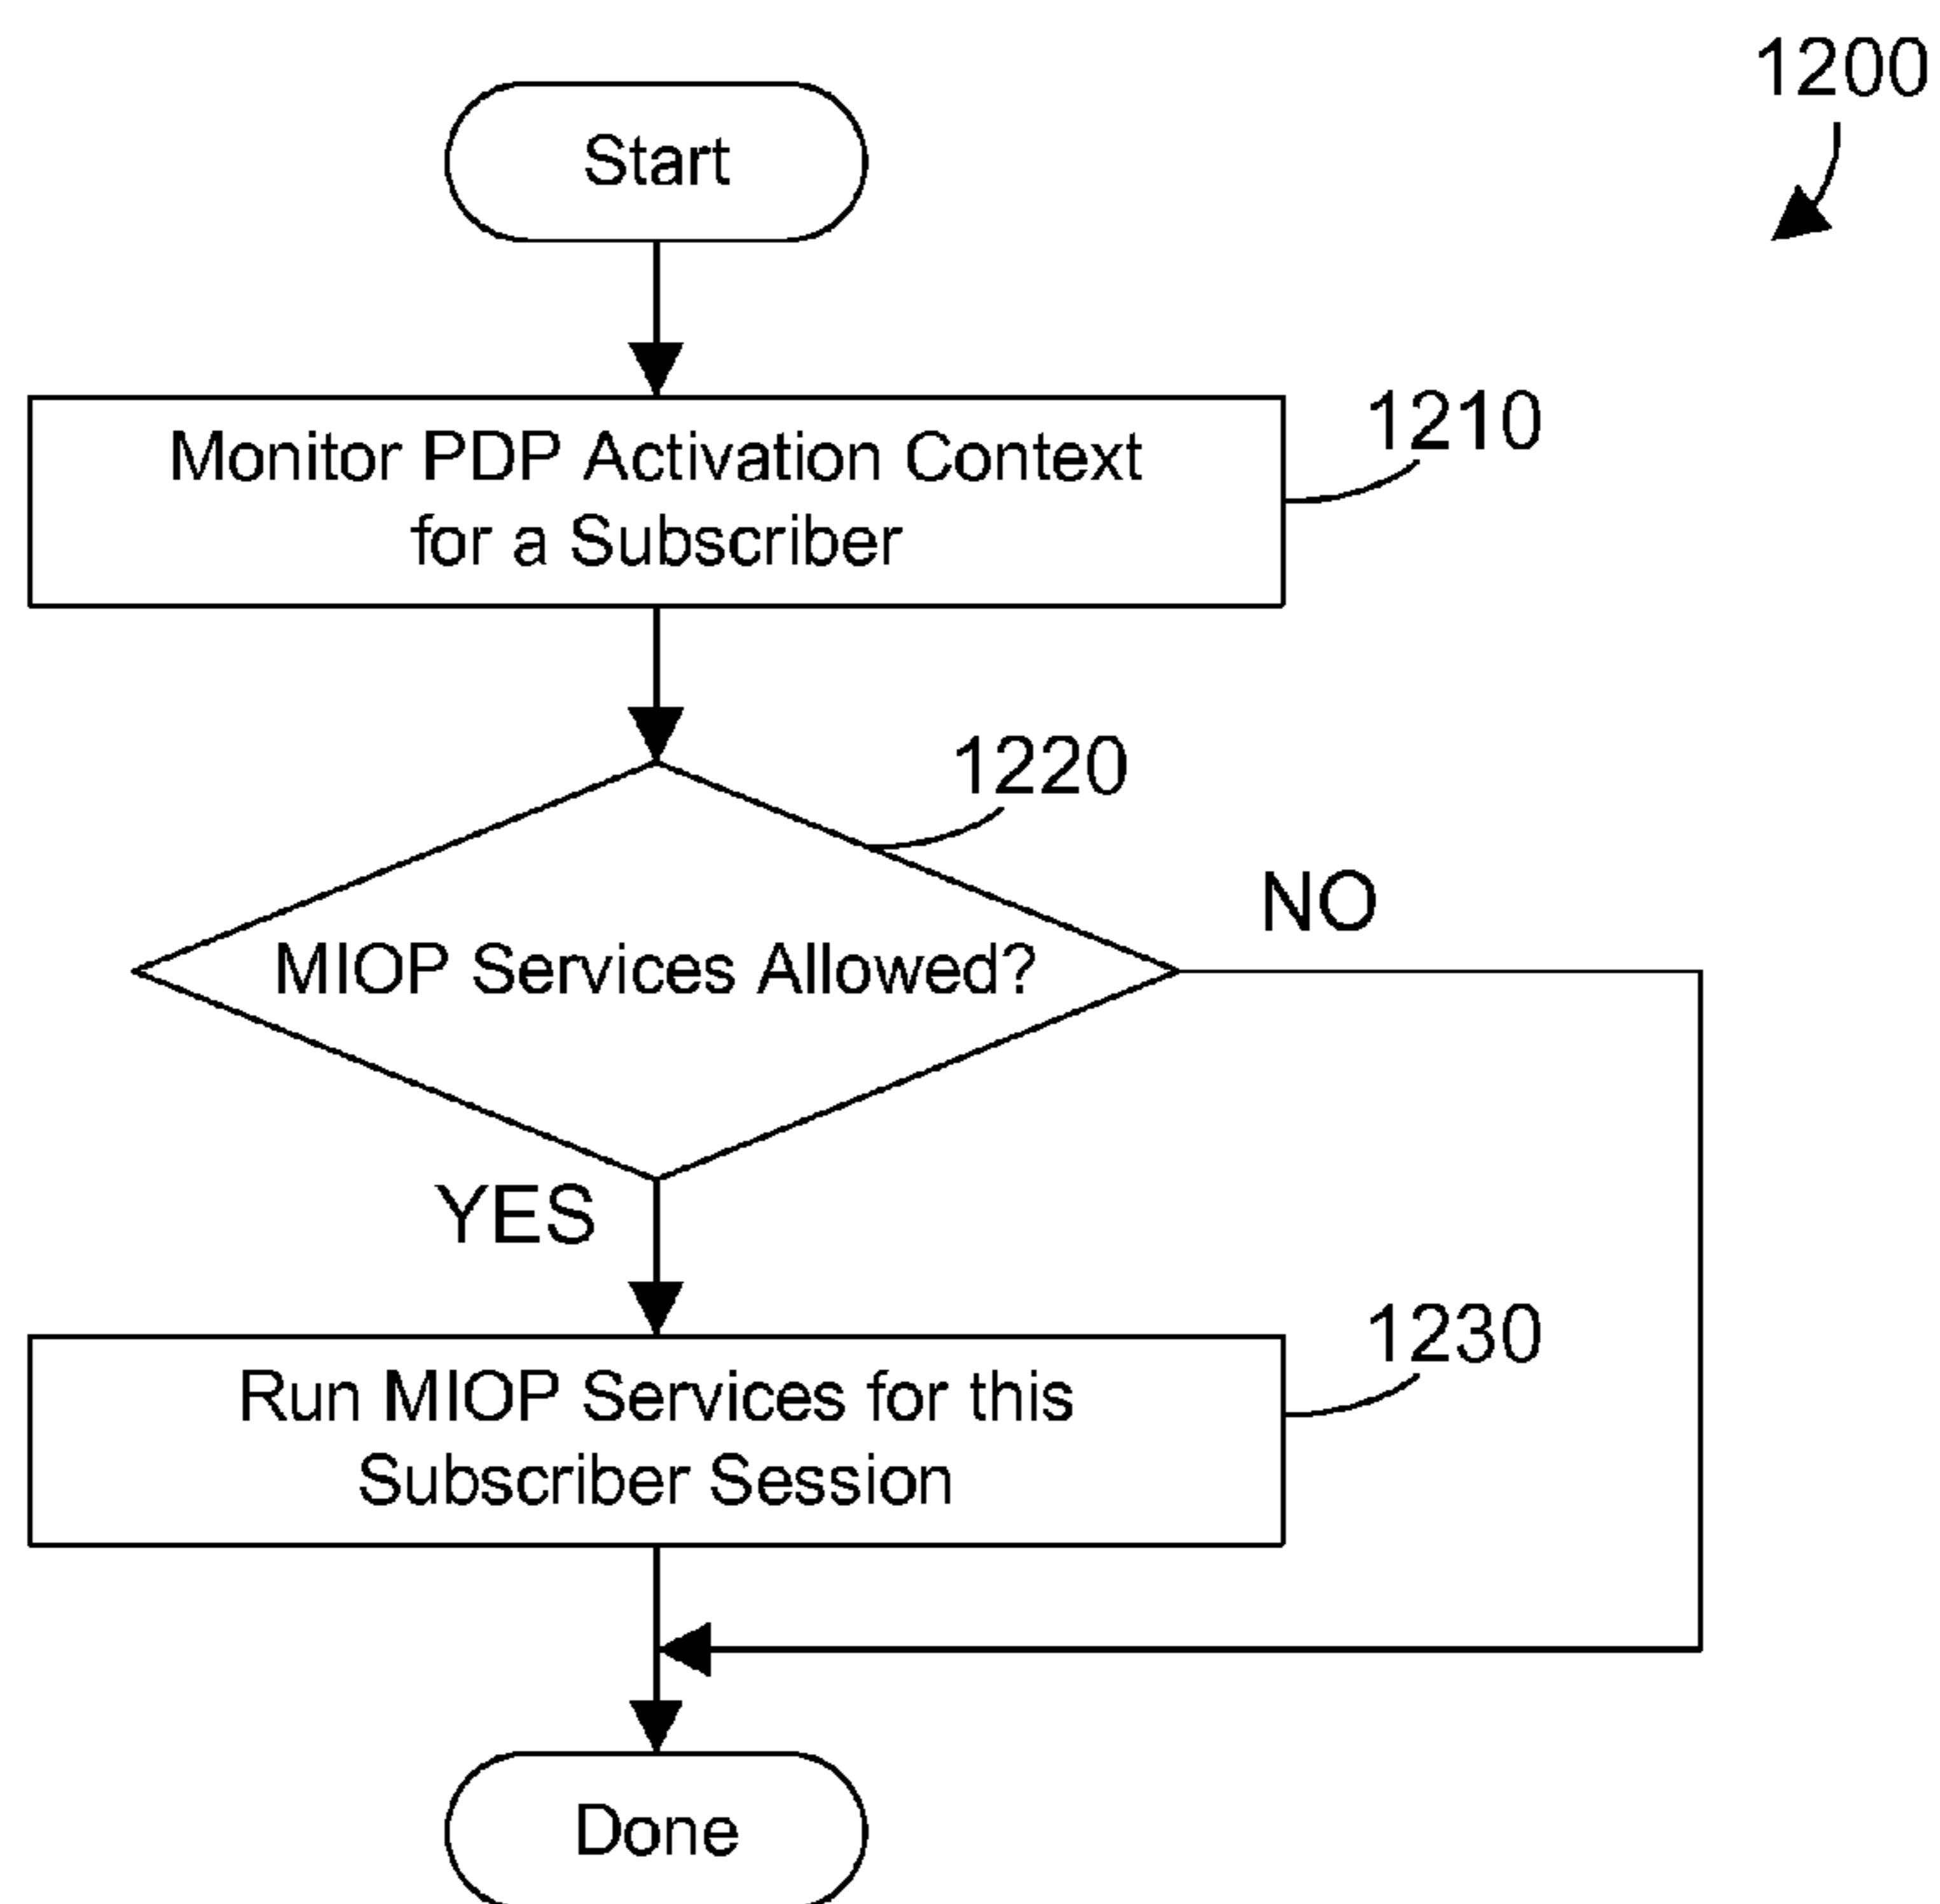 1200
Start
Monitor PDP Activation Context
for a Subscriber
1210
1220
MIOP Services Allowed?
NO
YES
Run MIOP Services for this
Subscriber Session
1230
Done